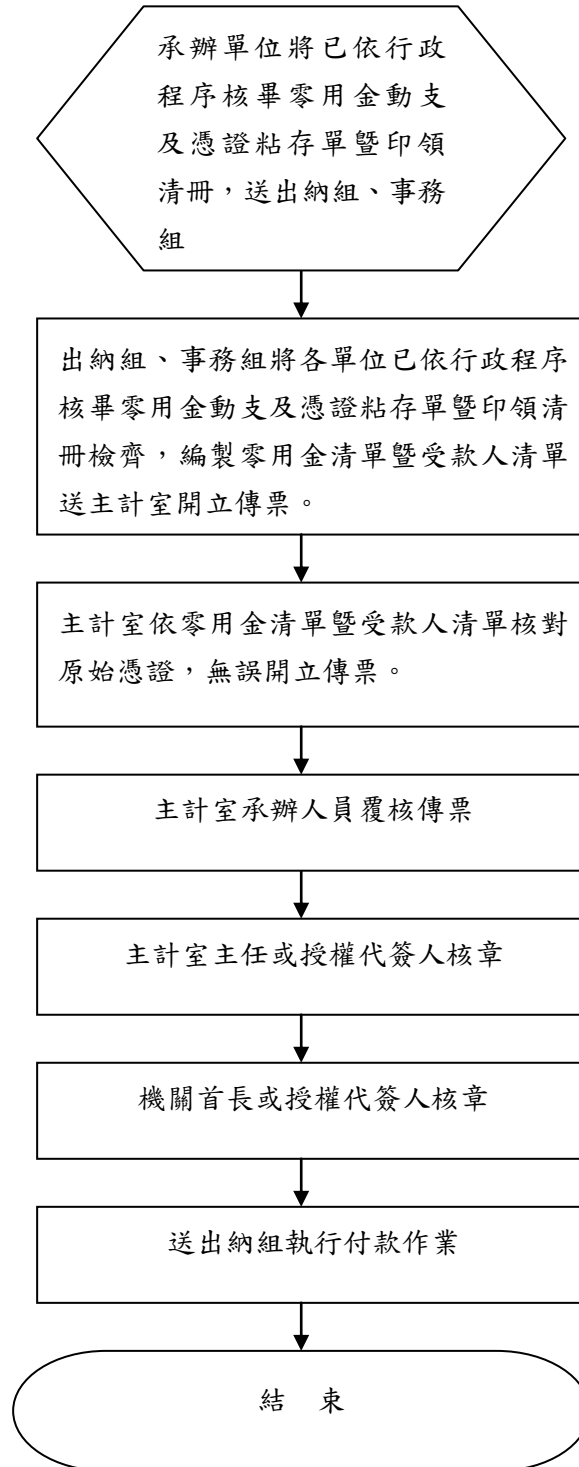 承辦單位將已依行政
程序核畢零用金動支
及憑證粘存單暨印領
清冊，送出納組、事務
組
出納組、事務組將各單位已依行政程序
核畢零用金動支及憑證粘存單暨印領清
冊檢齊，編製零用金清單暨受款人清單
送主計室開立傳票。
主計室依零用金清單暨受款人清單核對
原始憑證，無誤開立傳票。
主計室承辦人員覆核傳票
主計室主任或授權代簽人核章
機關首長或授權代簽人核章
送出納組執行付款作業
結　束